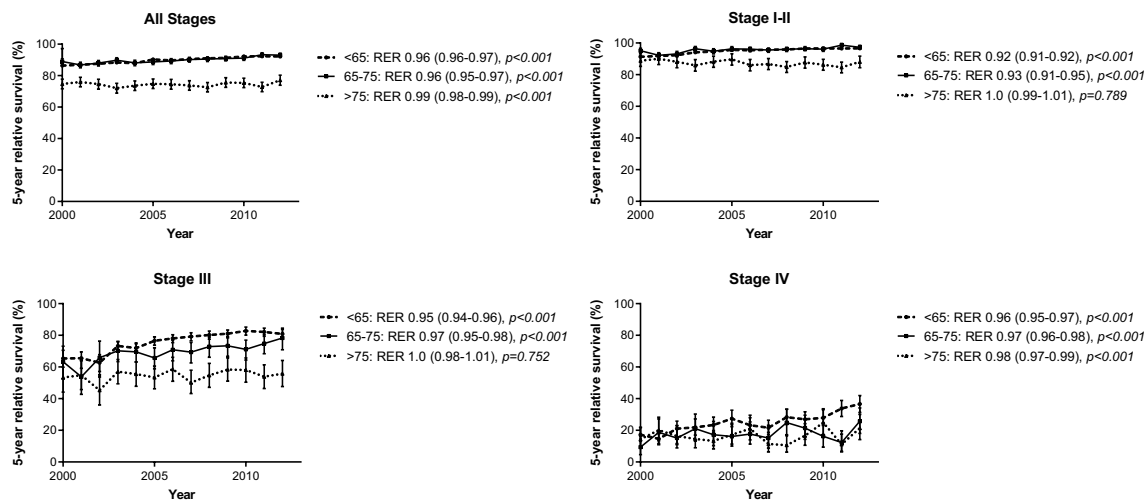 All Stages
5-year relative survival (%)
100
80
60
40
20
0
2000 2005 2010
Year
<65: RER 0.96 (0.96-0.97), p<0.001
65-75: RER 0.96 (0.95-0.97), p<0.001
>75: RER 0.99 (0.98-0.99), p<0.001
Stage I-II
5-year relative survival (%)
100
80
60
40
20
0
2000 2005 2010
Year
<65: RER 0.92 (0.91-0.92), p<0.001
65-75: RER 0.93 (0.91-0.95), p<0.001
>75: RER 1.0 (0.99-1.01), p=0.789
Stage III
5-year relative survival (%)
100
80
60
40
20
0
2000 2005 2010
Year
<65: RER 0.95 (0.94-0.96), p<0.001
65-75: RER 0.97 (0.95-0.98), p<0.001
>75: RER 1.0 (0.98-1.01), p=0.752
Stage IV
5-year relative survival (%)
100
80
60
40
20
0
2000 2005 2010
Year
<65: RER 0.96 (0.95-0.97), p<0.001
65-75: RER 0.97 (0.96-0.98), p<0.001
>75: RER 0.98 (0.97-0.99), p<0.001